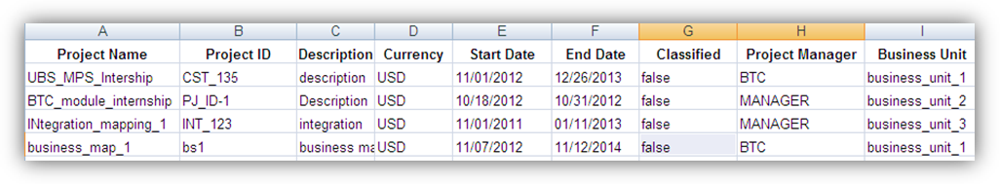 A B C D E F G H I
Project Name Project ID Description Currency Start Date End Date Classified Project Manager Business Unit
UBS_MPS_Intership CST_135 description USD 11/01/2012 12/26/2013 false BTC business_unit_1
BTC_module_internship PJ_ID-1 Description USD 10/18/2012 10/31/2012 false MANAGER business_unit_2
INtegration_mapping_1 INT_123 integration USD 11/01/2011 01/11/2013 false MANAGER business_unit_3
business_map_1 bs1 business ma USD 11/07/2012 11/12/2014 false BTC business_unit_1